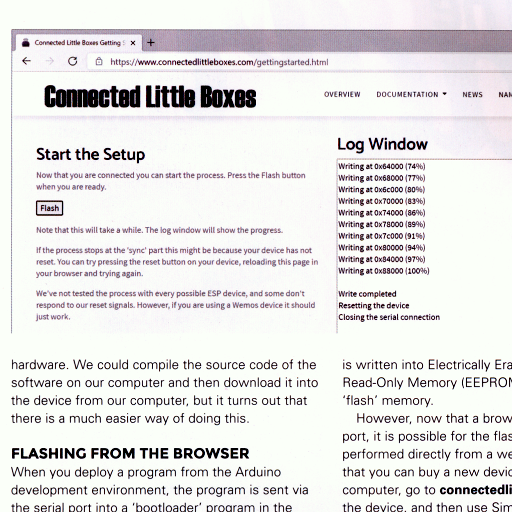 Connected Little Boxes Getting S
https://www.connectedlittleboxes.com/gettingstarted.html
Connected Little Boxes
OVERVIEW DOCUMENTATION NEWS
Start the Setup
Now that you are connected you can start the process. Press the Flash button
when you are ready.
Flash
Note that this will take a while. The log window will show the progress.
If the process stops at the 'sync' part this might be because your device has not
reset. You can try pressing the reset button on your device, reloading this page in
your browser and trying again.
We've not tested the process with every possible ESP device, and some don't
respond to our reset signals. However, if you are using a Wemos device it should
just work.
Log Window
Writing at 0x64000 (74%)
Writing at 0x68000 (77%)
Writing at 0x6c000 (80%)
Writing at 0x70000 (83%)
Writing at 0x74000 (86%)
Writing at 0x78000 (89%)
Writing at 0x7c000 (91%)
Writing at 0x80000 (94%)
Writing at 0x84000 (97%)
Writing at 0x88000 (100%)
Write completed
Resetting the device
Closing the serial connection
hardware. We could compile the source code of the
software on our computer and then download it into
the device from our computer, but it turns out that
there is a much easier way of doing this.
FLASHING FROM THE BROWSER
When you deploy a program from the Arduino
development environment, the program is sent via
the serial port into a 'bootloader' program in the
is written into Electrically Era
Read-Only Memory (EEPROM
'flash' memory.
However, now that a brow
port, it is possible for the flas
performed directly from a we
that you can buy a new devic
computer, go to connectedli
the device, and then use Sim